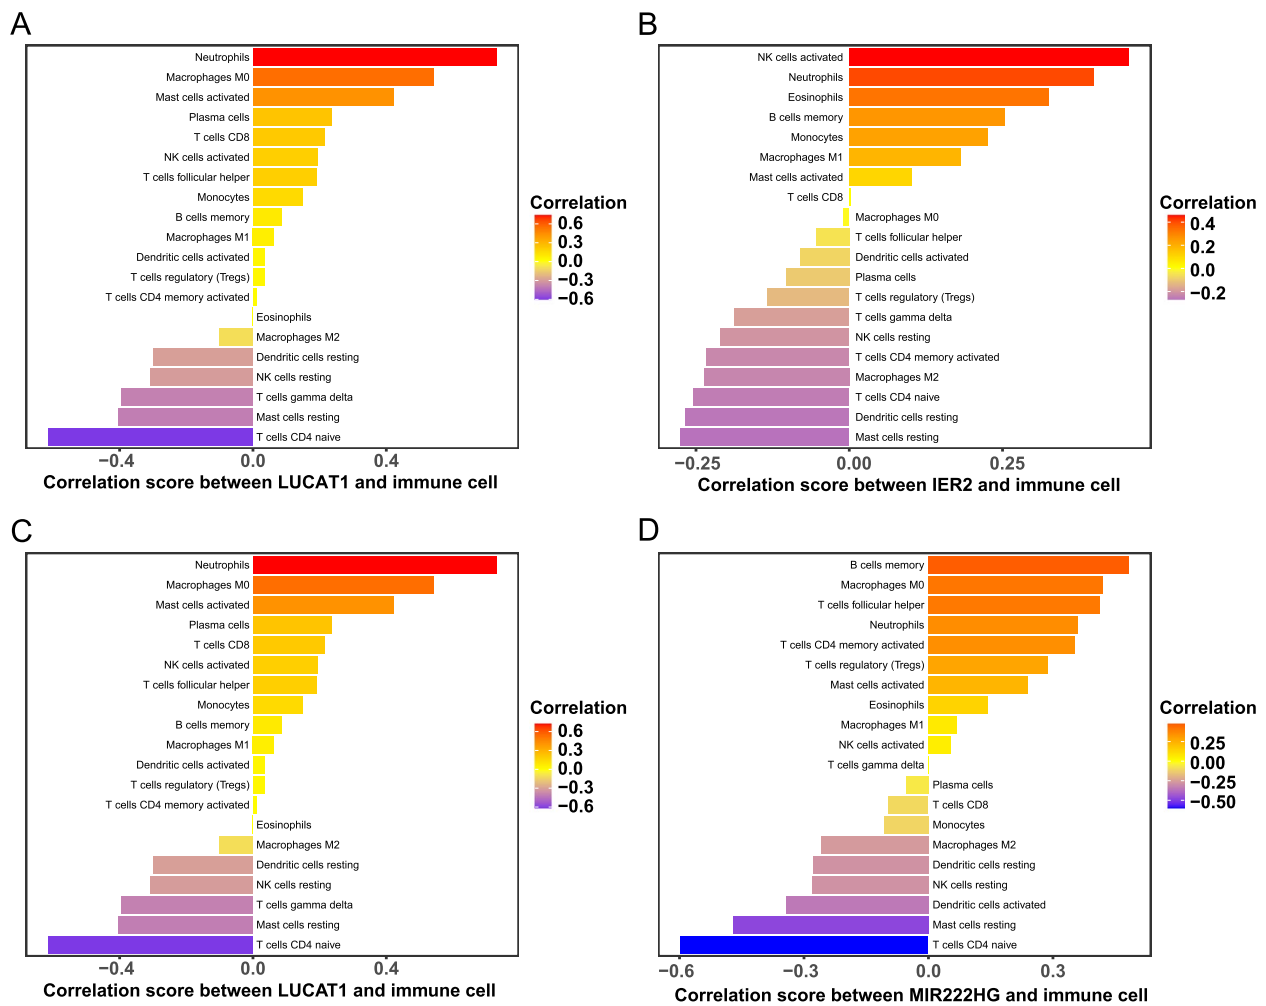 A
Neutrophils
Macrophages M0
Mast cells activated
Plasma cells
T cells CD8
NK cells activated
T cells follicular helper
Monocytes
B cells memory
Macrophages M1
Dendritic cells activated
T cells regulatory (Tregs)
T cells CD4 memory activated
Eosinophils
Macrophages M2
Dendritic cells resting
NK cells resting
T cells gamma delta
Mast cells resting
T cells CD4 naive
−0.4 0.0 0.4
Correlation score between LUCAT1 and immune cell
Correlation
0.6
0.3
0.0
−0.3
−0.6
B
NK cells activated
Neutrophils
Eosinophils
B cells memory
Monocytes
Macrophages M1
Mast cells activated
T cells CD8
Macrophages M0
T cells follicular helper
Dendritic cells activated
Plasma cells
T cells regulatory (Tregs)
T cells gamma delta
NK cells resting
T cells CD4 memory activated
Macrophages M2
T cells CD4 naive
Dendritic cells resting
Mast cells resting
−0.25 0.00 0.25
Correlation score between IER2 and immune cell
Correlation
0.4
0.2
0.0
−0.2
C
Neutrophils
Macrophages M0
Mast cells activated
Plasma cells
T cells CD8
NK cells activated
T cells follicular helper
Monocytes
B cells memory
Macrophages M1
Dendritic cells activated
T cells regulatory (Tregs)
T cells CD4 memory activated
Eosinophils
Macrophages M2
Dendritic cells resting
NK cells resting
T cells gamma delta
Mast cells resting
T cells CD4 naive
−0.4 0.0 0.4
Correlation score between LUCAT1 and immune cell
Correlation
0.6
0.3
0.0
−0.3
−0.6
D
B cells memory
Macrophages M0
T cells follicular helper
Neutrophils
T cells CD4 memory activated
T cells regulatory (Tregs)
Mast cells activated
Eosinophils
Macrophages M1
NK cells activated
T cells gamma delta
Plasma cells
T cells CD8
Monocytes
Macrophages M2
Dendritic cells resting
NK cells resting
Dendritic cells activated
Mast cells resting
T cells CD4 naive
−0.6 −0.3 0.0 0.3
Correlation score between MIR222HG and immune cell
Correlation
0.25
0.00
−0.25
−0.50